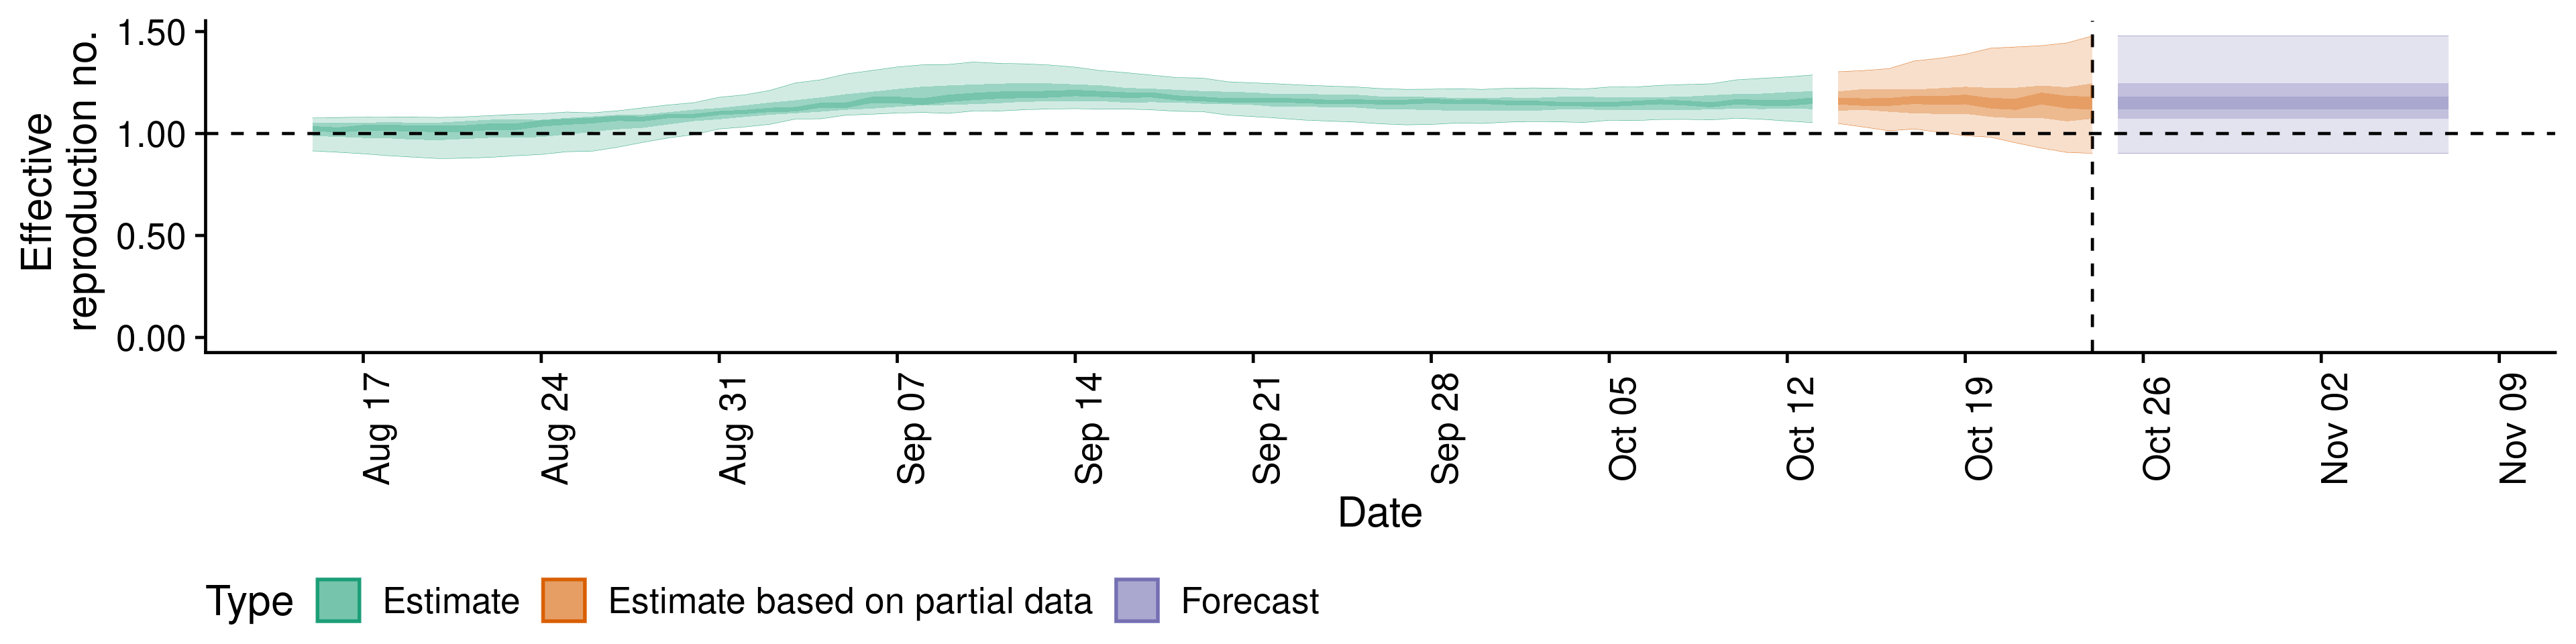 Effective
reproduction no.
1.50
1.00
0.50
0.00
Aug 17
Aug 24
Aug 31
Sep 07
Sep 14
Sep 21
Sep 28
Oct 05
Oct 12
Oct 19
Oct 26
Nov 02
Nov 09
Date
Type Estimate Estimate based on partial data Forecast